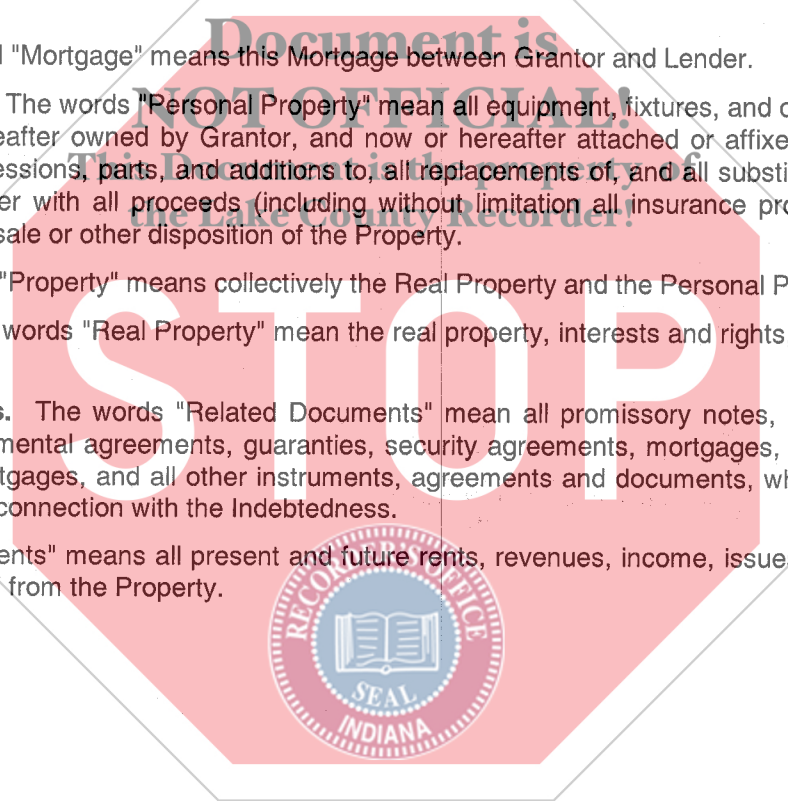 Document is
"Mortgage" means this Mortgage between Grantor and Lender.
NOT OFFICIAL!
The words "Personal Property" mean all equipment, fixtures, and
eafter owned by Grantor, and now or hereafter attached or affixe
This Document is the property of
essions, parts, and additions to, all replacements of, and all substi
er with all proceeds (including without limitation all insurance pro
the Lake County Recorder!
sale or other disposition of the Property.
"Property" means collectively the Real Property and the Personal P
words "Real Property" mean the real property, interests and rights
STOP
s. The words "Related Documents" mean all promissory notes,
mental agreements, guaranties, security agreements, mortgages,
tgages, and all other instruments, agreements and documents, wh
connection with the Indebtedness.
ents" means all present and future rents, revenues, income, issue
from the Property.
RECORDER'S OFFICE
SEAL
INDIANA